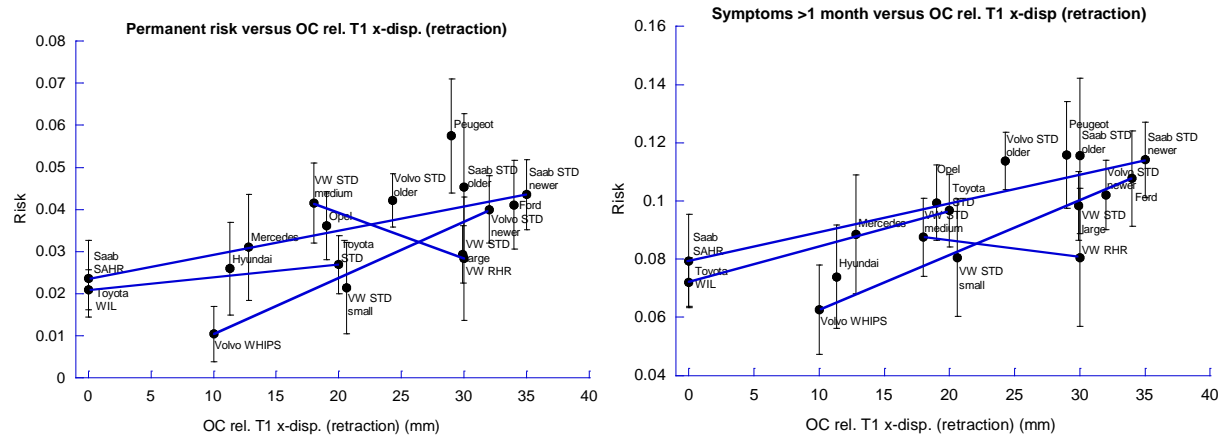 Permanent risk versus OC rel. T1 x-disp. (retraction)
0.08
0.07
0.06
0.05
0.04
0.03
0.02
0.01
0
Risk
Peugeot
VW STD
medium
Volvo STD
older
Saab STD
older
Saab STD
newer
Opel
Ford
Volvo STD
newer
Mercedes
Toyota
STD
VW STD
large
Hyundai
VW RHR
Saab
SAHR
Toyota
WIL
VW STD
small
Volvo WHIPS
0
5
10
15
20
25
30
35
40
OC rel. T1 x-disp. (retraction) (mm)
Symptoms >1 month versus OC rel. T1 x-disp. (retraction)
0.16
0.14
0.12
0.1
0.08
0.06
0.04
Risk
Peugeot
Volvo STD
older
Saab STD
older
Saab STD
newer
Opel
Volvo STD
newer
Ford
Toyota
STD
Mercedes
VW STD
medium
VW STD
large
Saab
SAHR
Hyundai
VW RHR
Toyota
WIL
VW STD
small
Volvo WHIPS
0
5
10
15
20
25
30
35
40
OC rel. T1 x-disp. (retraction) (mm)